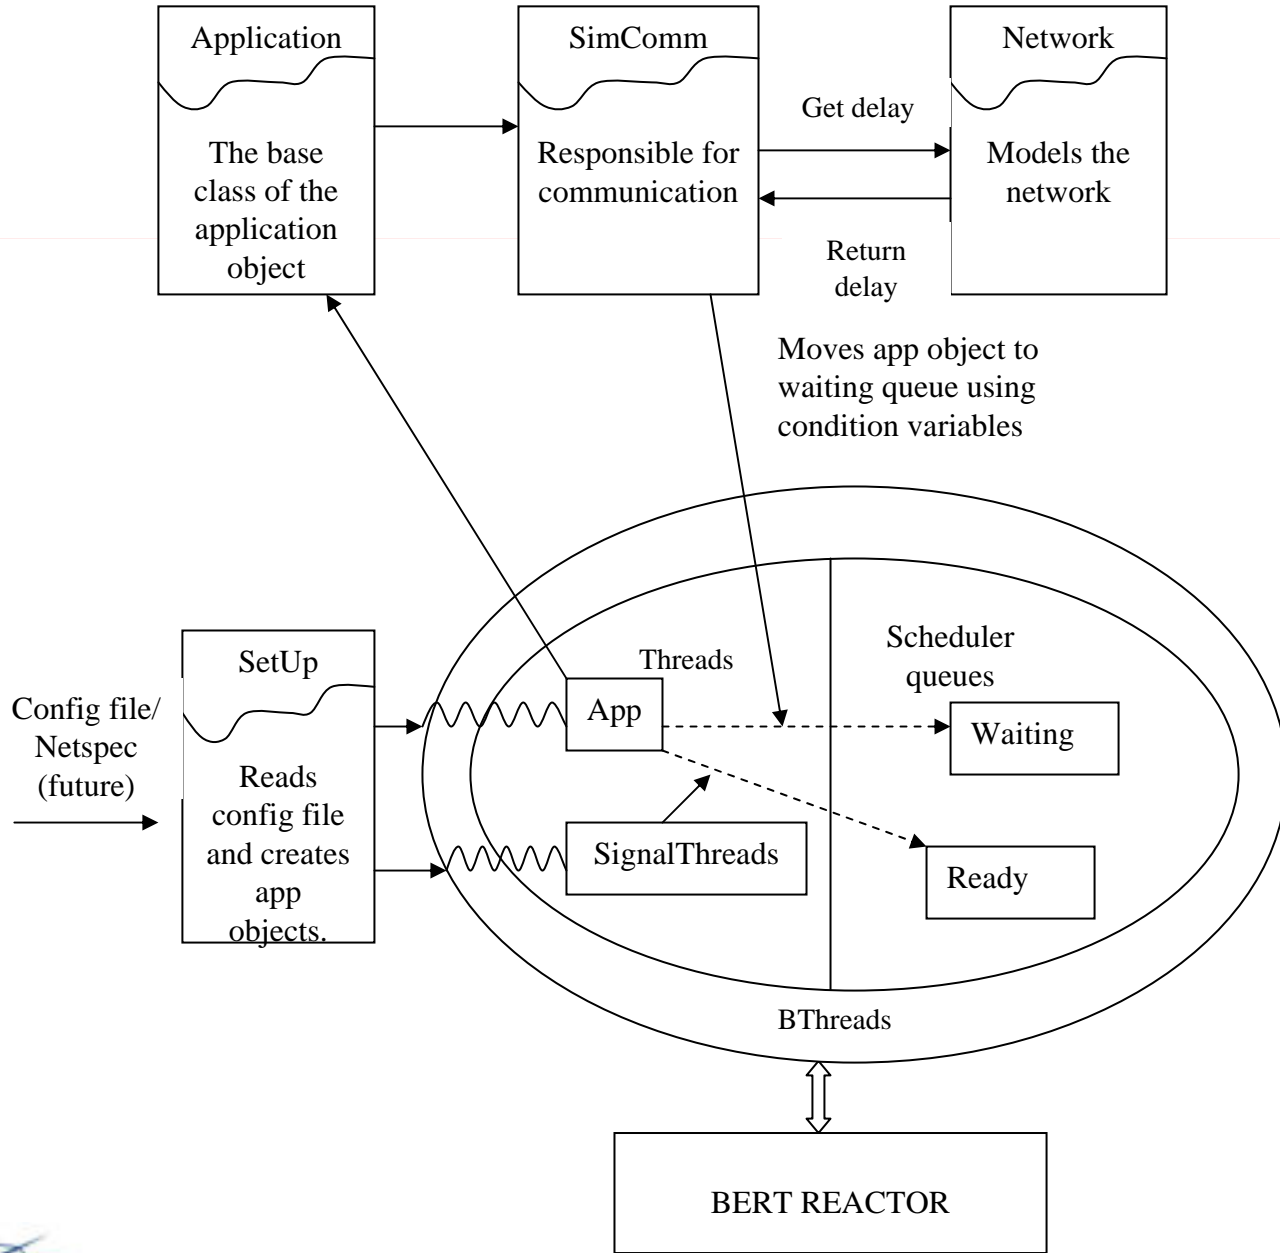 Application
SimComm
Network
The base
class of the
application
object
Responsible for
communication
Get delay
Models the
network
Return
delay
Moves app object to
waiting queue using
condition variables
Config file/
Netspec
(future)
SetUp
Reads
config file
and creates
app
objects.
Threads
App
SignalThreads
Scheduler
queues
Waiting
Ready
BThreads
BERT REACTOR